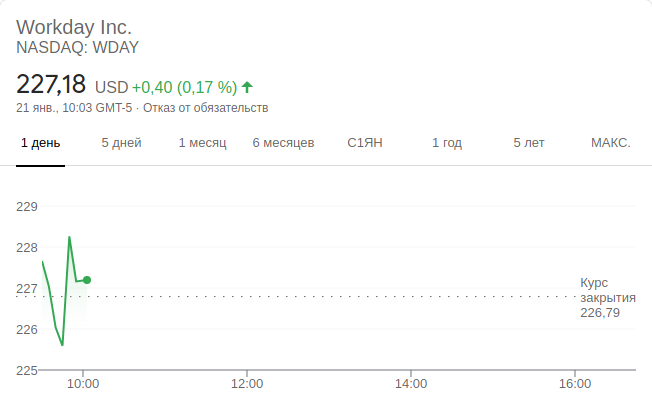 Workday Inc.
NASDAQ: WDAY
227,18 USD +0,40 (0,17 %)
21 янв., 10:03 GMT-5 · Отказ от обязательств
1 день 5 дней 1 месяц 6 месяцев С1ЯН 1 год 5 лет МАКС.
229
228
227
226
225
Курс
закрытия
226,79
10:00 12:00 14:00 16:00